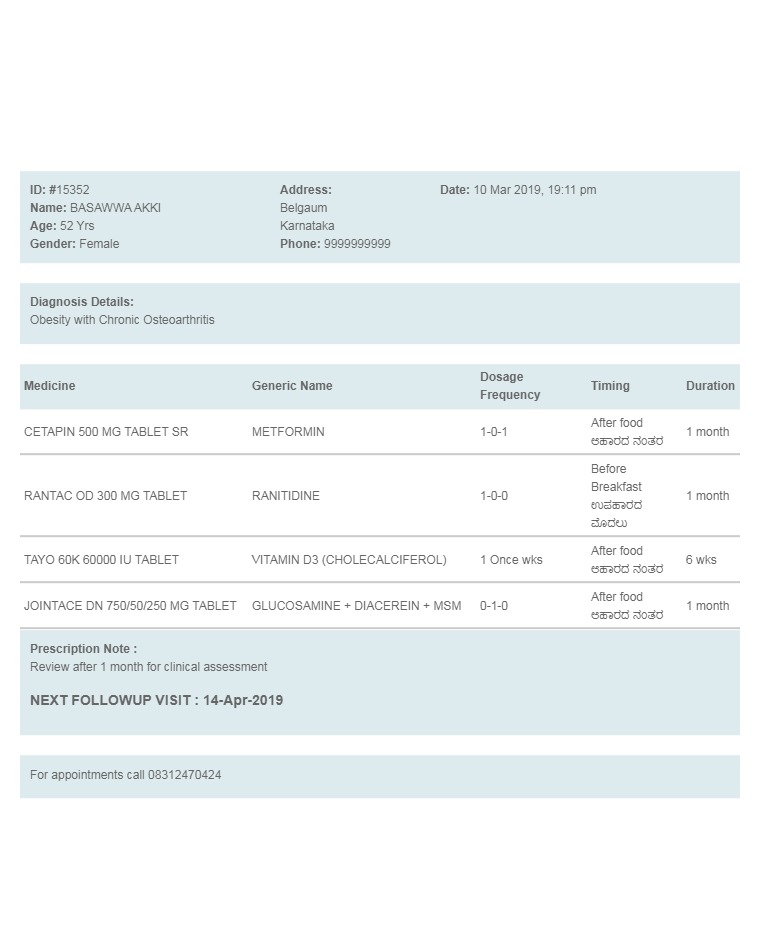 ID: #15352
Name: BASAWWA AKKI
Age: 52 Yrs
Gender: Female
Address:
Belgaum
Karnataka
Phone: 9999999999
Date: 10 Mar 2019, 19:11 pm
Diagnosis Details:
Obesity with Chronic Osteoarthritis
Medicine Generic Name Dosage Frequency Timing Duration
CETAPIN 500 MG TABLET SR METFORMIN 1-0-1 After food 1 month
ಆಹಾರದ ನಂತರ
RANTAC OD 300 MG TABLET RANITIDINE 1-0-0 Before Breakfast 1 month
ಉಪಹಾರದ
ಮೊದಲು
TAYO 60K 60000 IU TABLET VITAMIN D3 (CHOLECALCIFEROL) 1 Once wks After food 6 wks
ಆಹಾರದ ನಂತರ
JOINTACE DN 750/50/250 MG TABLET GLUCOSAMINE + DIACEREIN + MSM 0-1-0 After food 1 month
ಆಹಾರದ ನಂತರ
Prescription Note :
Review after 1 month for clinical assessment
NEXT FOLLOWUP VISIT : 14-Apr-2019
For appointments call 08312470424